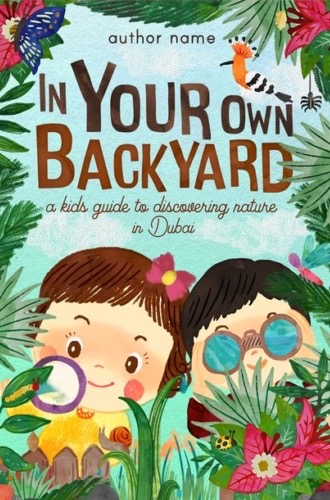 author name
IN YOUR OWN
BACKYARD
a kids guide to discovering nature
in Dubai